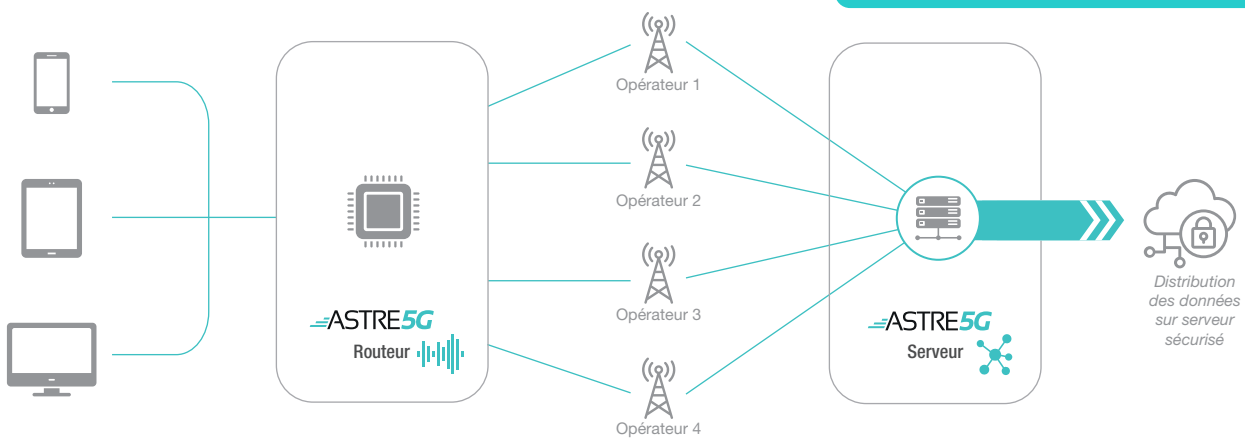 Opérateur 1
Opérateur 2
Opérateur 3
Opérateur 4
ASTRE5G
Routeur
ASTRE5G
Serveur
Distribution
des données
sur serveur
sécurisé